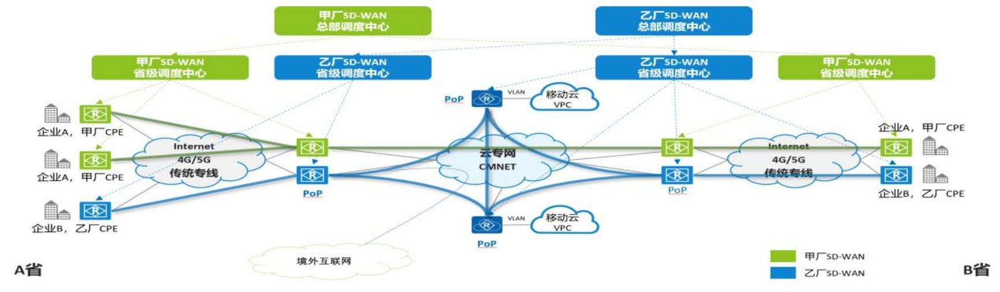 甲厂SD-WAN
总部调度中心
乙厂SD-WAN
总部调度中心
甲厂SD-WAN
省级调度中心
乙厂SD-WAN
省级调度中心
乙厂SD-WAN
省级调度中心
甲厂SD-WAN
省级调度中心
PoP
R
VLAN
移动云
VPC
R
企业A，甲厂CPE
企业A，甲厂CPE
Internet
4G/5G
传统专线
R
R
云专网
CMNET
R
Internet
4G/5G
传统专线
R
R
企业A，甲厂CPE
R
PoP
R
PoP
R
企业B，乙厂CPE
R
企业B，乙厂CPE
R
VLAN
移动云
VPC
PoP
境外互联网
甲厂SD-WAN
乙厂SD-WAN
A省
B省